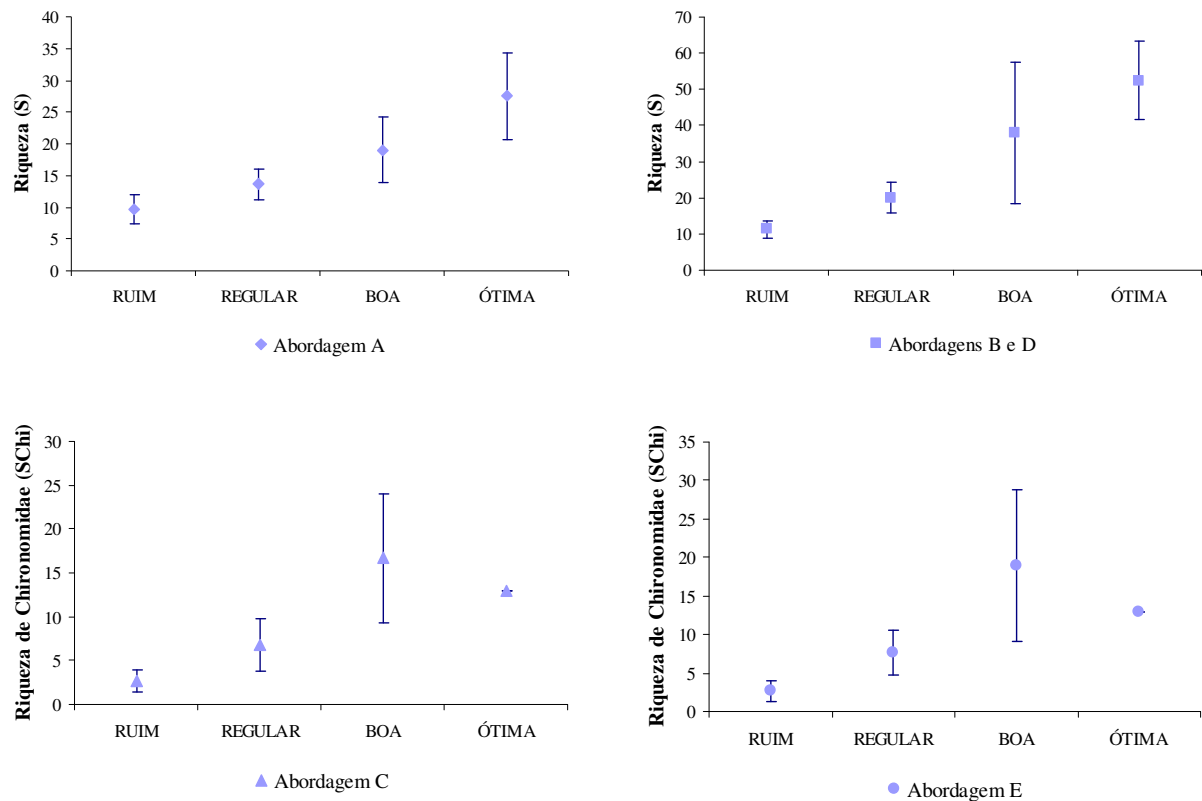 Riqueza (S)
40
35
30
25
20
15
10
5
0
RUIM REGULAR BOA ÓTIMA
Abordagem A
Riqueza (S)
70
60
50
40
30
20
10
0
RUIM REGULAR BOA ÓTIMA
Abordagens B e D
Riqueza de Chironomidae (SChi)
30
25
20
15
10
5
0
RUIM REGULAR BOA ÓTIMA
Abordagem C
Riqueza de Chironomidae (SChi)
35
30
25
20
15
10
5
0
RUIM REGULAR BOA ÓTIMA
Abordagem E